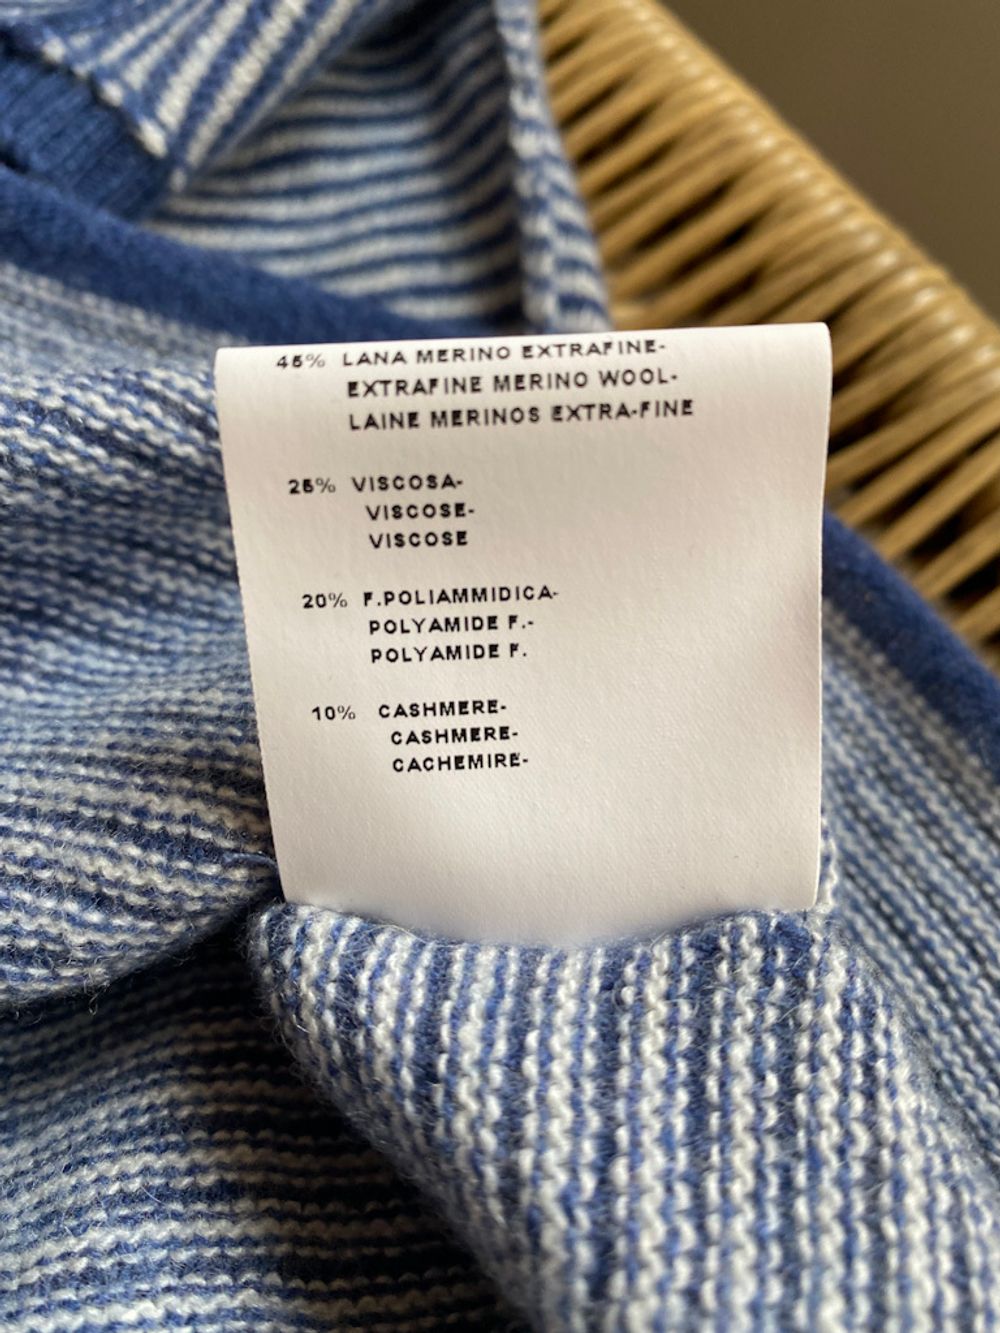 45% LANA MERINO EXTRAFINE-
EXTRAFINE MERINO WOOL-
LAINE MERINOS EXTRA-FINE
25% VISCOSA-
VISCOSE-
VISCOSE
20% F.POLIAMMIDICA-
POLYAMIDE F.-
POLYAMIDE F.
10% CASHMERE-
CASHMERE-
CACHEMIRE-